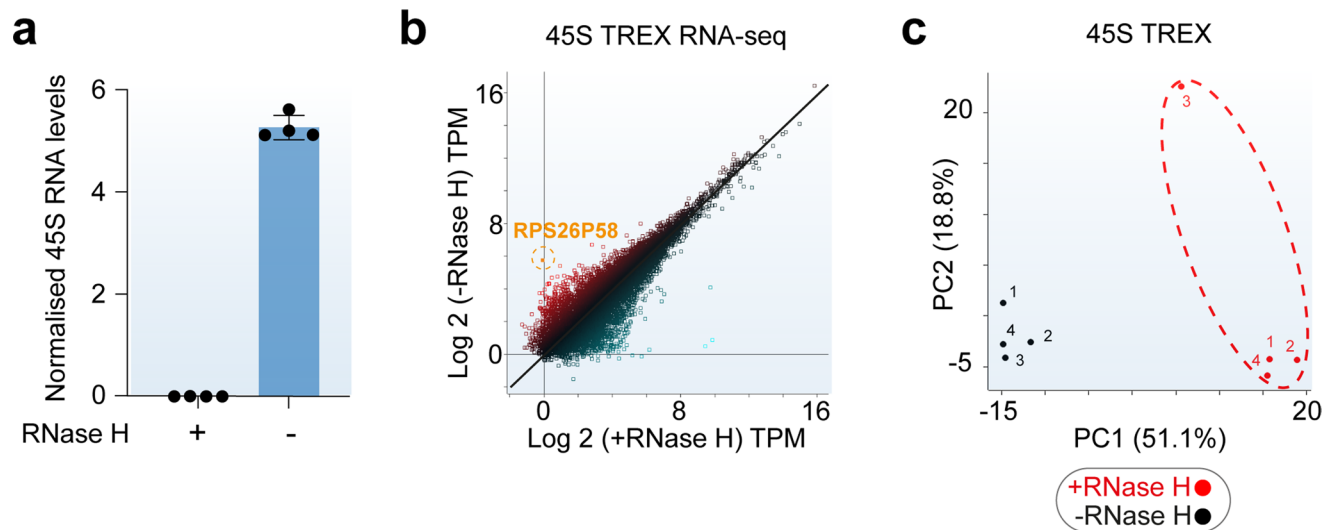 a
Normalised 45S RNA levels
6
4
2
0
RNase H + -
b
45S TREX RNA-seq
Log 2 (-RNase H) TPM
16
8
0
RPS26P58
0 8 16
Log 2 (+RNase H) TPM
c
45S TREX
PC2 (18.8%)
20
-5
3
1
4
2
3
1
2
4
-15 20
PC1 (51.1%)
+RNase H
-RNase H